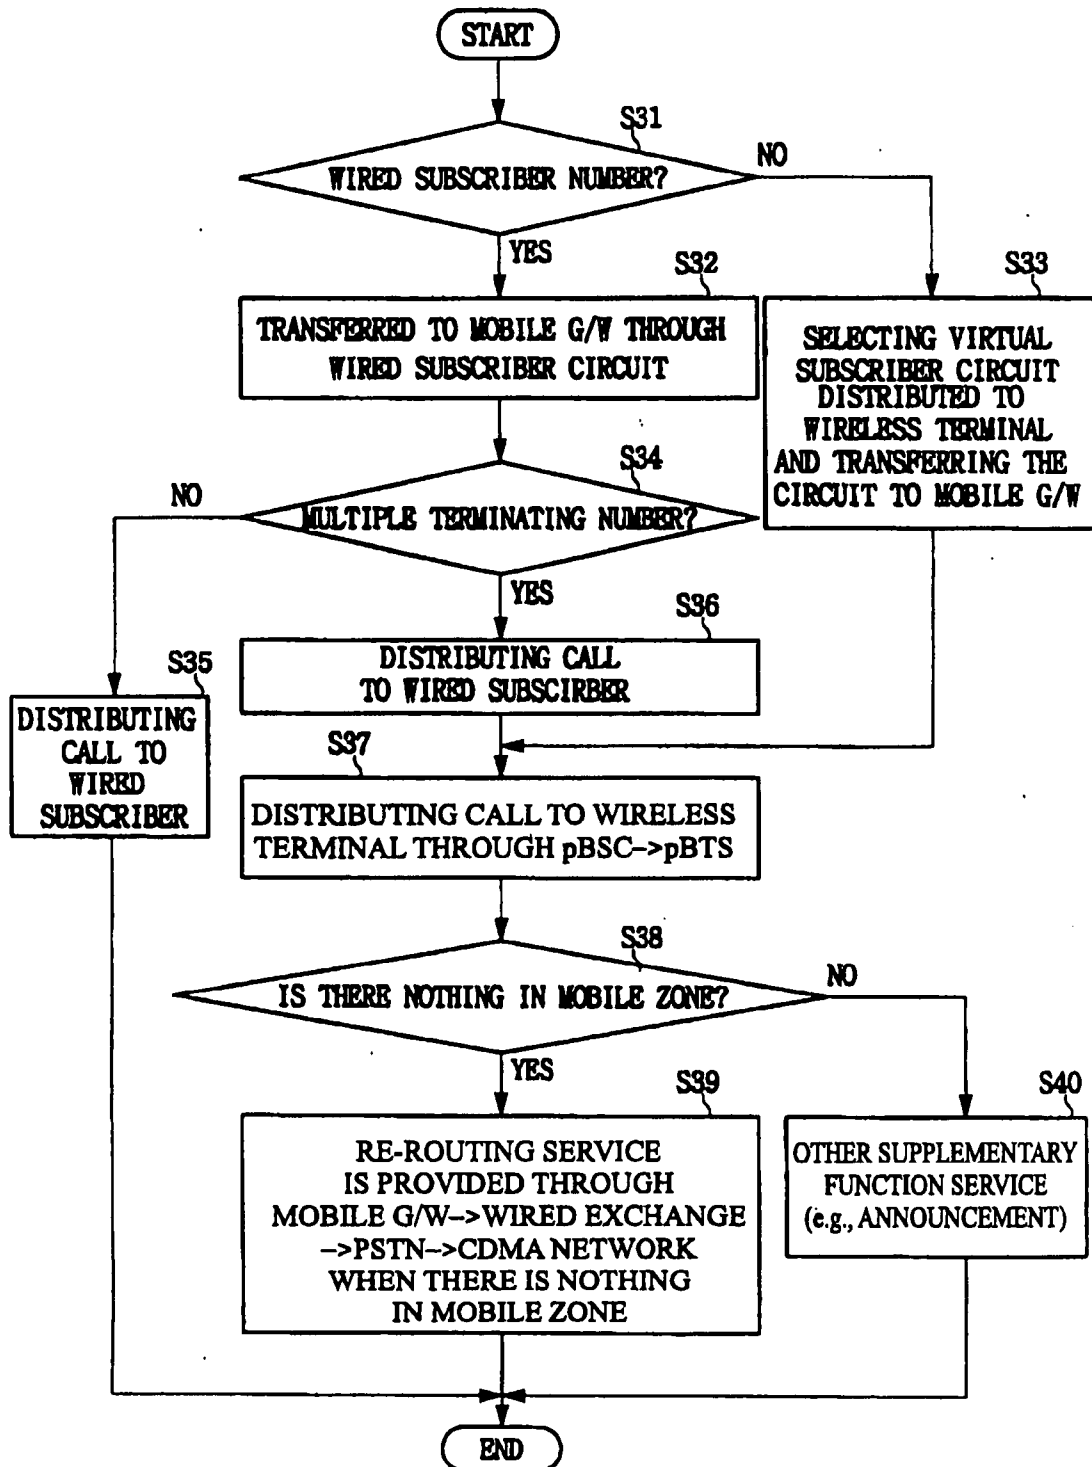 START
S31
WIRED SUBSCRIBER NUMBER?
NO
YES
S32
TRANSFERRED TO MOBILE G/W THROUGH
WIRED SUBSCRIBER CIRCUIT
S33
SELECTING VIRTUAL
SUBSCRIBER CIRCUIT
DISTRIBUTED TO
WIRELESS TERMINAL
AND TRANSFERRING THE
CIRCUIT TO MOBILE G/W
S34
MULTIPLE TERMINATING NUMBER?
NO
YES
S35
DISTRIBUTING
CALL TO
WIRED
SUBSCRIBER
S36
DISTRIBUTING CALL
TO WIRED SUBSCIRBER
S37
DISTRIBUTING CALL TO WIRELESS
TERMINAL THROUGH pBSC->pBTS
S38
IS THERE NOTHING IN MOBILE ZONE?
NO
YES
S39
RE-ROUTING SERVICE
IS PROVIDED THROUGH
MOBILE G/W->WIRED EXCHANGE
->PSTN->CDMA NETWORK
WHEN THERE IS NOTHING
IN MOBILE ZONE
S40
OTHER SUPPLEMENTARY
FUNCTION SERVICE
(e.g., ANNOUNCEMENT)
END